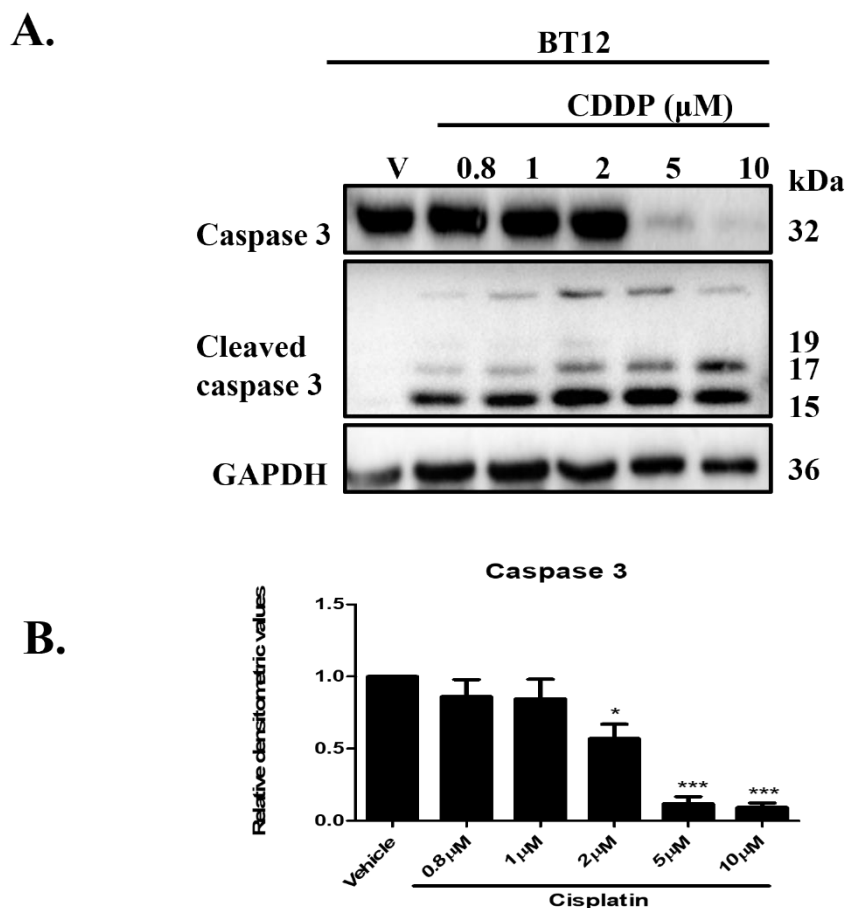 A.
BT12
CDDP (μM)
V 0.8 1 2 5 10 kDa
Caspase 3 32
Cleaved caspase 3 19 17 15
GAPDH 36
B.
Caspase 3
Relative densitometric values
1.5
1.0
0.5
0.0
*
***
***
Vehicle 0.8μM 1μM 2μM 5μM 10μM
Cisplatin